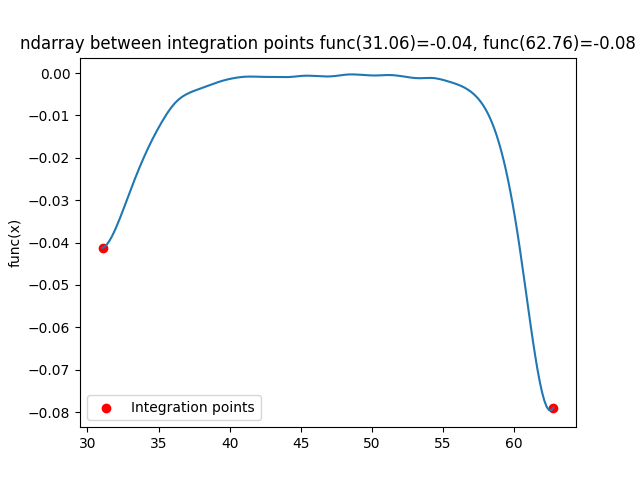 ndarray between integration points func(31.06)=-0.04, func(62.76)=-0.08
0.00
−0.01
−0.02
−0.03
−0.04
−0.05
−0.06
−0.07
−0.08
func(x)
Integration points
30 35 40 45 50 55 60